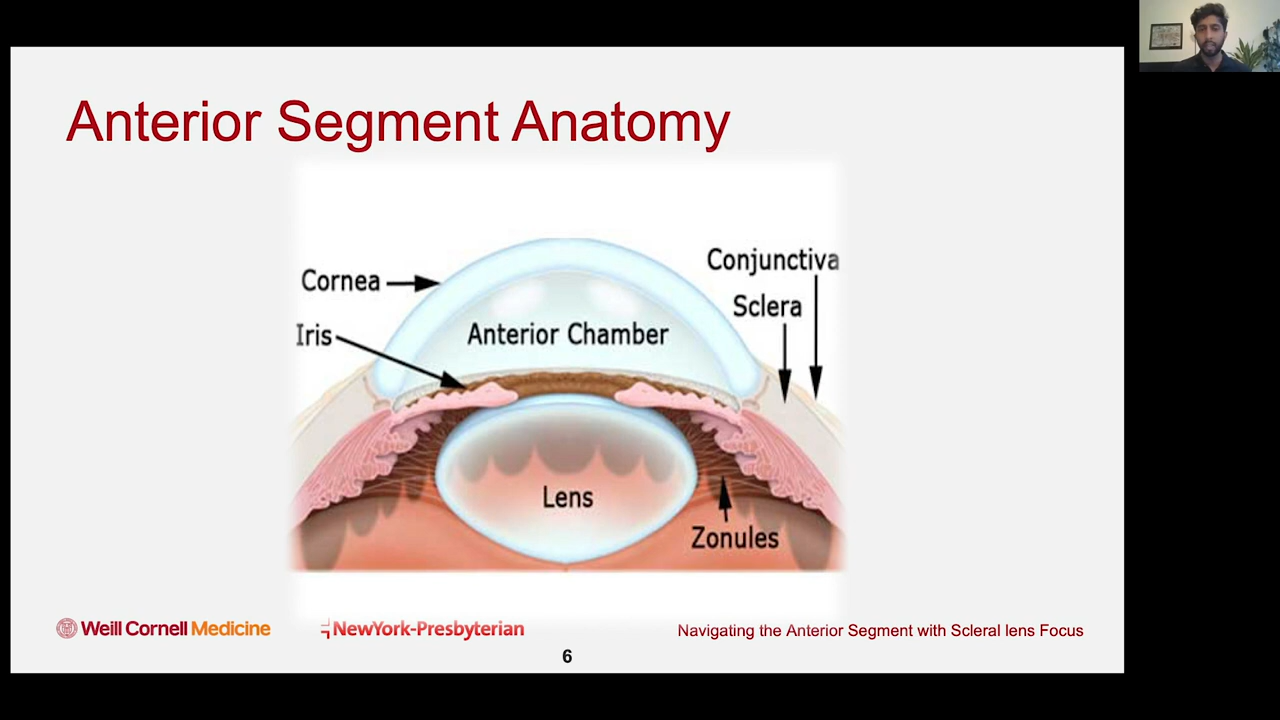 Anterior Segment Anatomy
Conjunctiva
Cornea
Sclera
Iris
Anterior Chamber
Lens
Zonules
Weill Cornell Medicine
NewYork-Presbyterian
Navigating the Anterior Segment with Scleral lens Focus
6